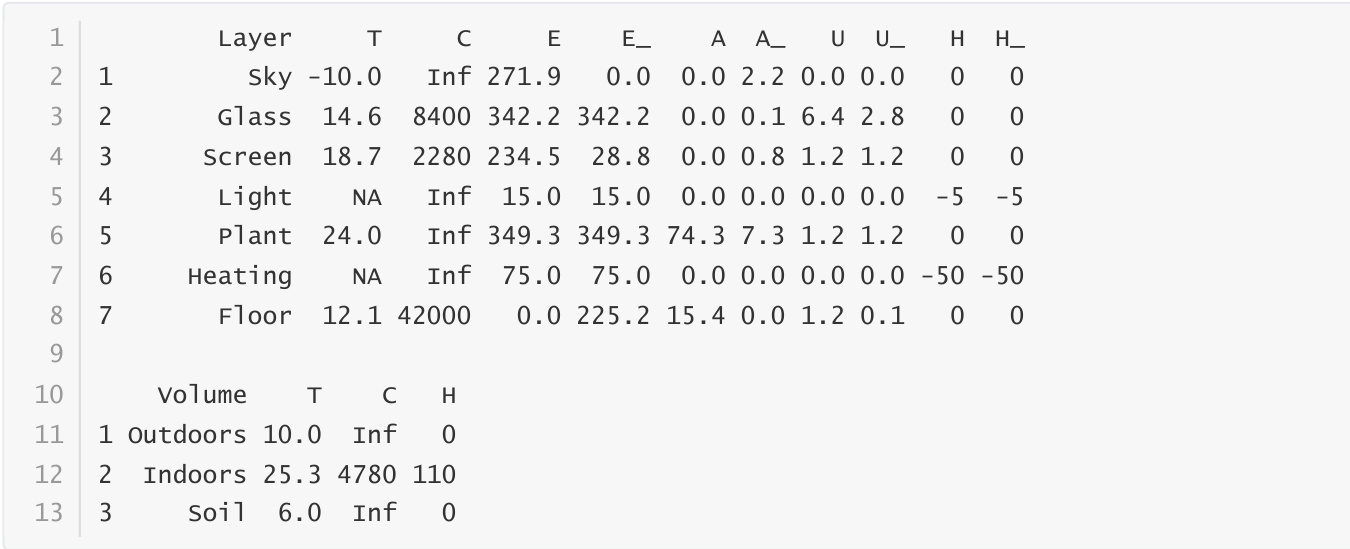 1 Layer T C E E_ A A_ U U_ H H_
2 1 Sky -10.0 Inf 271.9 0.0 0.0 2.2 0.0 0.0 0 0
3 2 Glass 14.6 8400 342.2 342.2 0.0 0.1 6.4 2.8 0 0
4 3 Screen 18.7 2280 234.5 28.8 0.0 0.8 1.2 1.2 0 0
5 4 Light NA Inf 15.0 15.0 0.0 0.0 0.0 0.0 -5 -5
6 5 Plant 24.0 Inf 349.3 349.3 74.3 7.3 1.2 1.2 0 0
7 6 Heating NA Inf 75.0 75.0 0.0 0.0 0.0 0.0 -50 -50
8 7 Floor 12.1 42000 0.0 225.2 15.4 0.0 1.2 0.1 0 0
9
10 Volume T C H
11 1 Outdoors 10.0 Inf 0
12 2 Indoors 25.3 4780 110
13 3 Soil 6.0 Inf 0